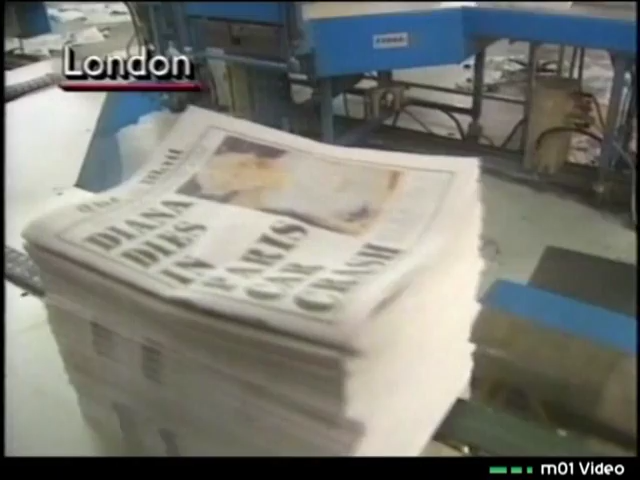 London
DIANA
DIES
IN PARIS
CAR
CRASH
m01 Video